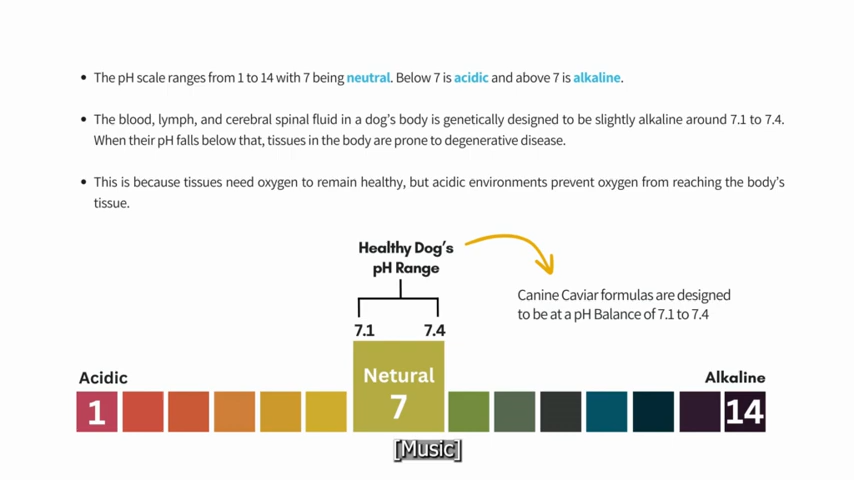 • The pH scale ranges from 1 to 14 with 7 being neutral. Below 7 is acidic and above 7 is alkaline.
• The blood, lymph, and cerebral spinal fluid in a dog's body is genetically designed to be slightly alkaline around 7.1 to 7.4.
When their pH falls below that, tissues in the body are prone to degenerative disease.
• This is because tissues need oxygen to remain healthy, but acidic environments prevent oxygen from reaching the body's
tissue.
Healthy Dog's
pH Range
Canine Caviar formulas are designed
to be at a pH Balance of 7.1 to 7.4
7.1 7.4
Acidic
Netural
Alkaline
1 7 14
[Music]